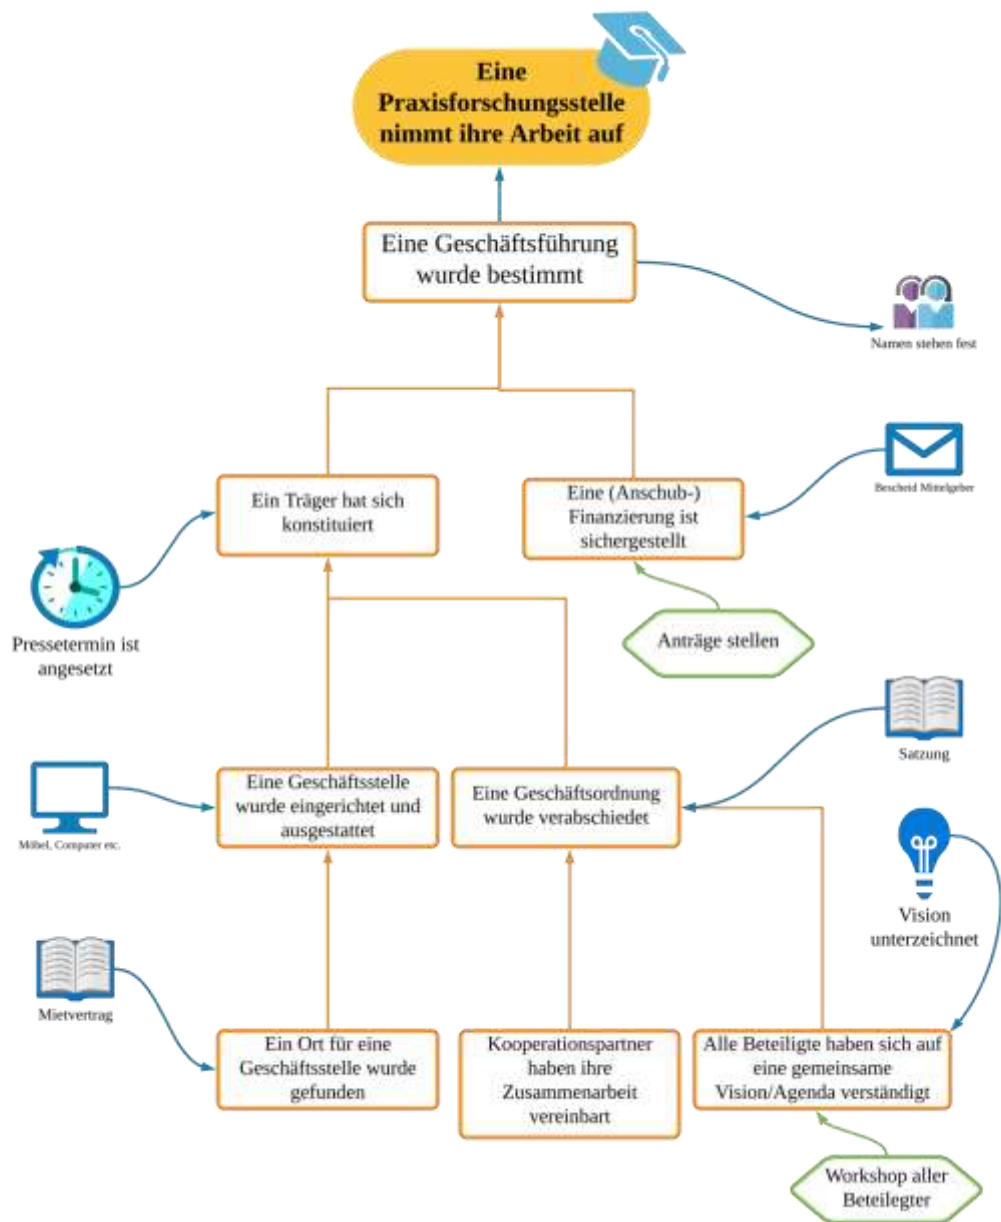 Eine
Praxisforschungsstelle
nimmt ihre Arbeit auf
Eine Geschäftsführung
wurde bestimmt
Namen stehen fest
Ein Träger hat sich
konstituiert
Eine (Anschub-)
Finanzierung ist
sichergestellt
Bescheid Mittelgeber
Pressetermin ist
angesetzt
Anträge stellen
Satzung
Eine Geschäftsstelle
wurde eingerichtet und
ausgestattet
Eine Geschäftsordnung
wurde verabschiedet
Möbel, Computer etc.
Vision
unterzeichnet
Mietvertrag
Ein Ort für eine
Geschäftsstelle wurde
gefunden
Kooperationspartner
haben ihre
Zusammenarbeit
vereinbart
Alle Beteiligte haben sich auf
eine gemeinsame
Vision/Agenda verständigt
Workshop aller
Beteilegter